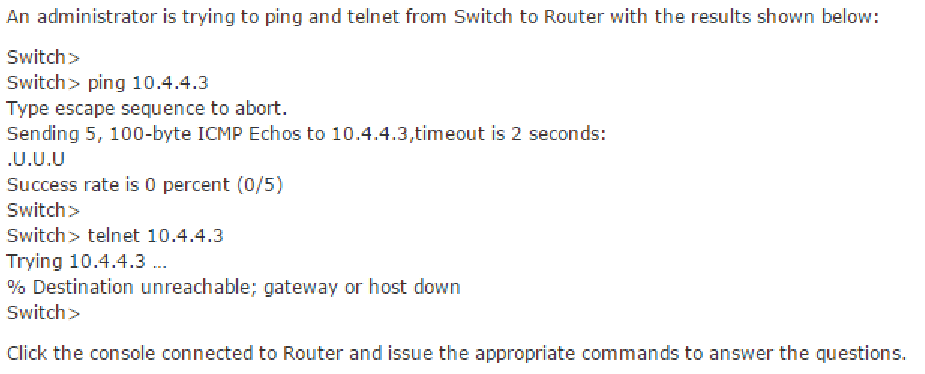 An administrator is trying to ping and telnet from Switch to Router with the results shown below:
Switch>
Switch> ping 10.4.4.3
Type escape sequence to abort.
Sending 5, 100-byte ICMP Echos to 10.4.4.3,timeout is 2 seconds:
.U.U.U
Success rate is 0 percent (0/5)
Switch>
Switch> telnet 10.4.4.3
Trying 10.4.4.3 ...
% Destination unreachable; gateway or host down
Switch>
Click the console connected to Router and issue the appropriate commands to answer the questions.